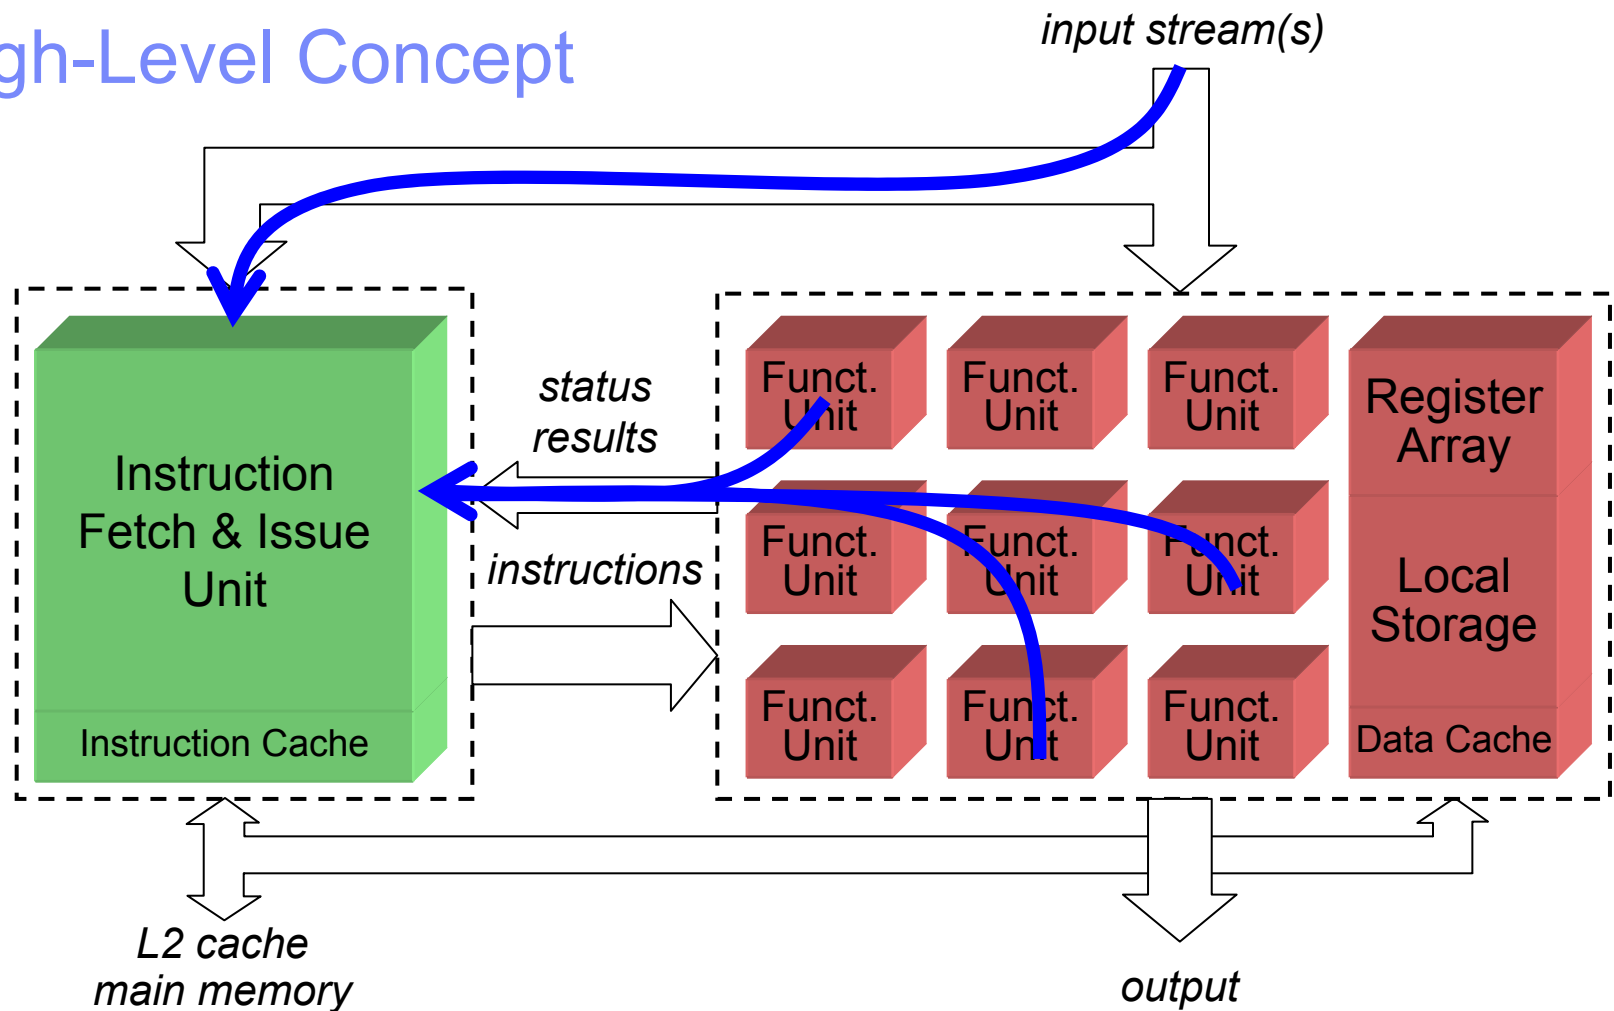 gh-Level Concept
input stream(s)
Instruction
Fetch & Issue
Unit
Instruction Cache
status
results
instructions
Funct.
Unit
Funct.
Unit
Funct.
Unit
Funct.
Unit
Funct.
Unit
Funct.
Unit
Funct.
Unit
Funct.
Unit
Funct.
Unit
Register
Array
Local
Storage
Data Cache
L2 cache
main memory
output